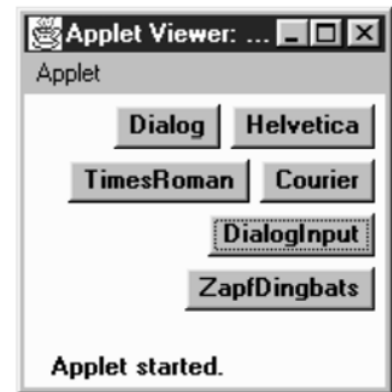 Applet Viewer: ...
Applet
Dialog Helvetica
TimesRoman Courier
DialogInput
ZapfDingbats
Applet started.